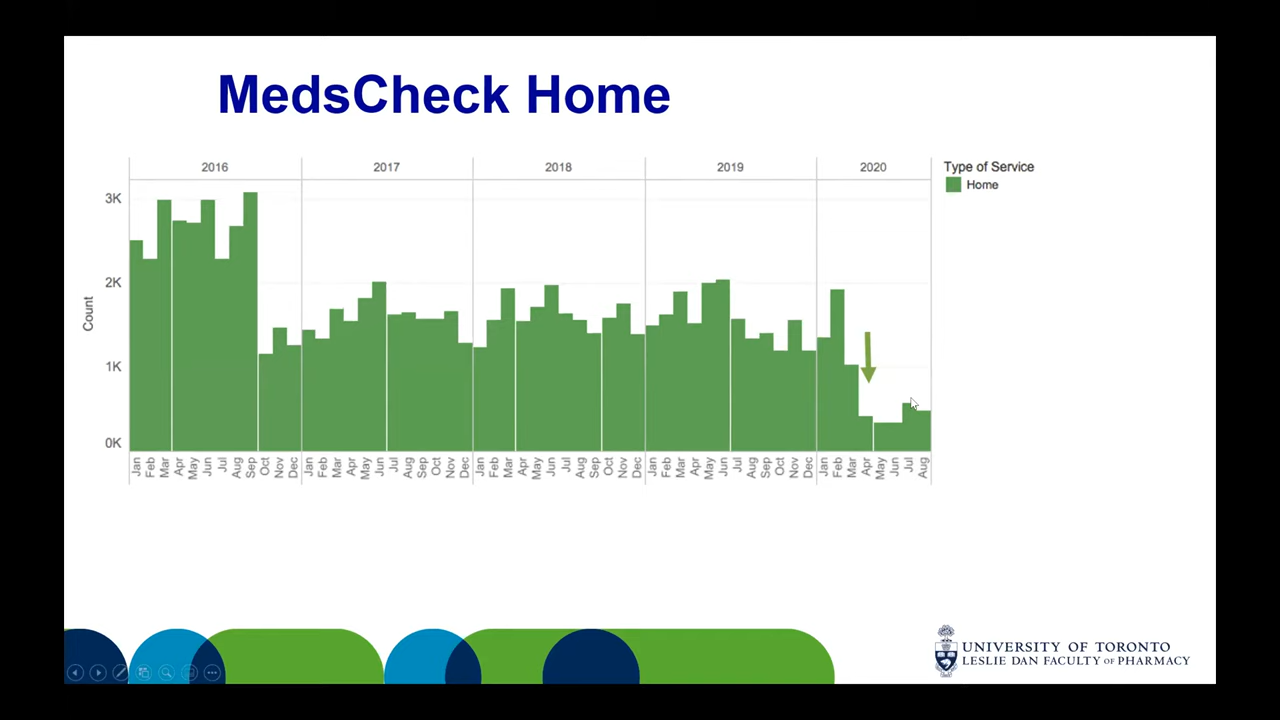 MedsCheck Home
2016 2017 2018 2019 2020
Type of Service
Home
3K
2K
1K
0K
Count
Jan Feb Mar Apr May Jun Jul Aug Sep Oct Nov Dec Jan Feb Mar Apr May Jun Jul Aug Sep Oct Nov Dec Jan Feb Mar Apr May Jun Jul Aug Sep Oct Nov Dec Jan Feb Mar Apr May Jun Jul Aug Sep Oct Nov Dec Jan Feb Mar Apr May Jun Jul Aug
UNIVERSITY OF TORONTO
LESLIE DAN FACULTY OF PHARMACY